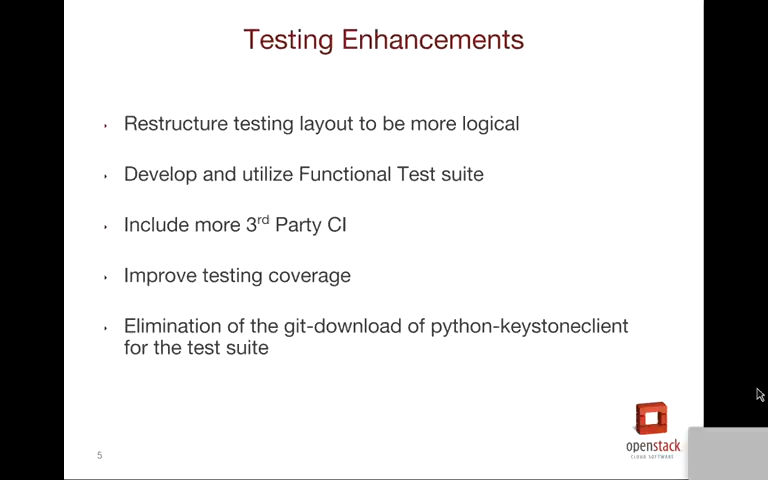 Testing Enhancements
Restructure testing layout to be more logical
Develop and utilize Functional Test suite
Include more 3rd Party CI
Improve testing coverage
Elimination of the git-download of python-keystoneclient
for the test suite
openstack
CLOUD SOFTWARE
5